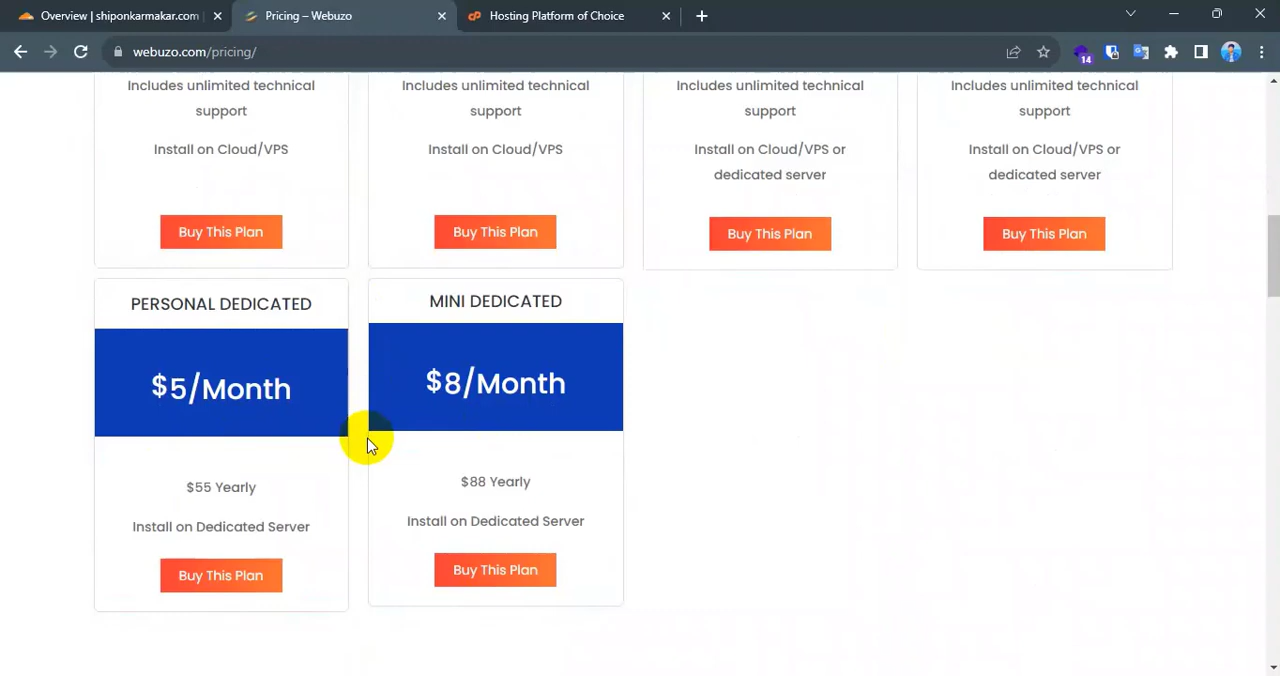 Overview | shiponkarmakar.com
Pricing – Webuzo
Hosting Platform of Choice
webuzo.com/pricing/
14
Includes unlimited technical
support
Install on Cloud/VPS
Buy This Plan
Includes unlimited technical
support
Install on Cloud/VPS
Buy This Plan
Includes unlimited technical
support
Install on Cloud/VPS or
dedicated server
Buy This Plan
Includes unlimited technical
support
Install on Cloud/VPS or
dedicated server
Buy This Plan
PERSONAL DEDICATED
$5/Month
$55 Yearly
Install on Dedicated Server
Buy This Plan
MINI DEDICATED
$8/Month
$88 Yearly
Install on Dedicated Server
Buy This Plan